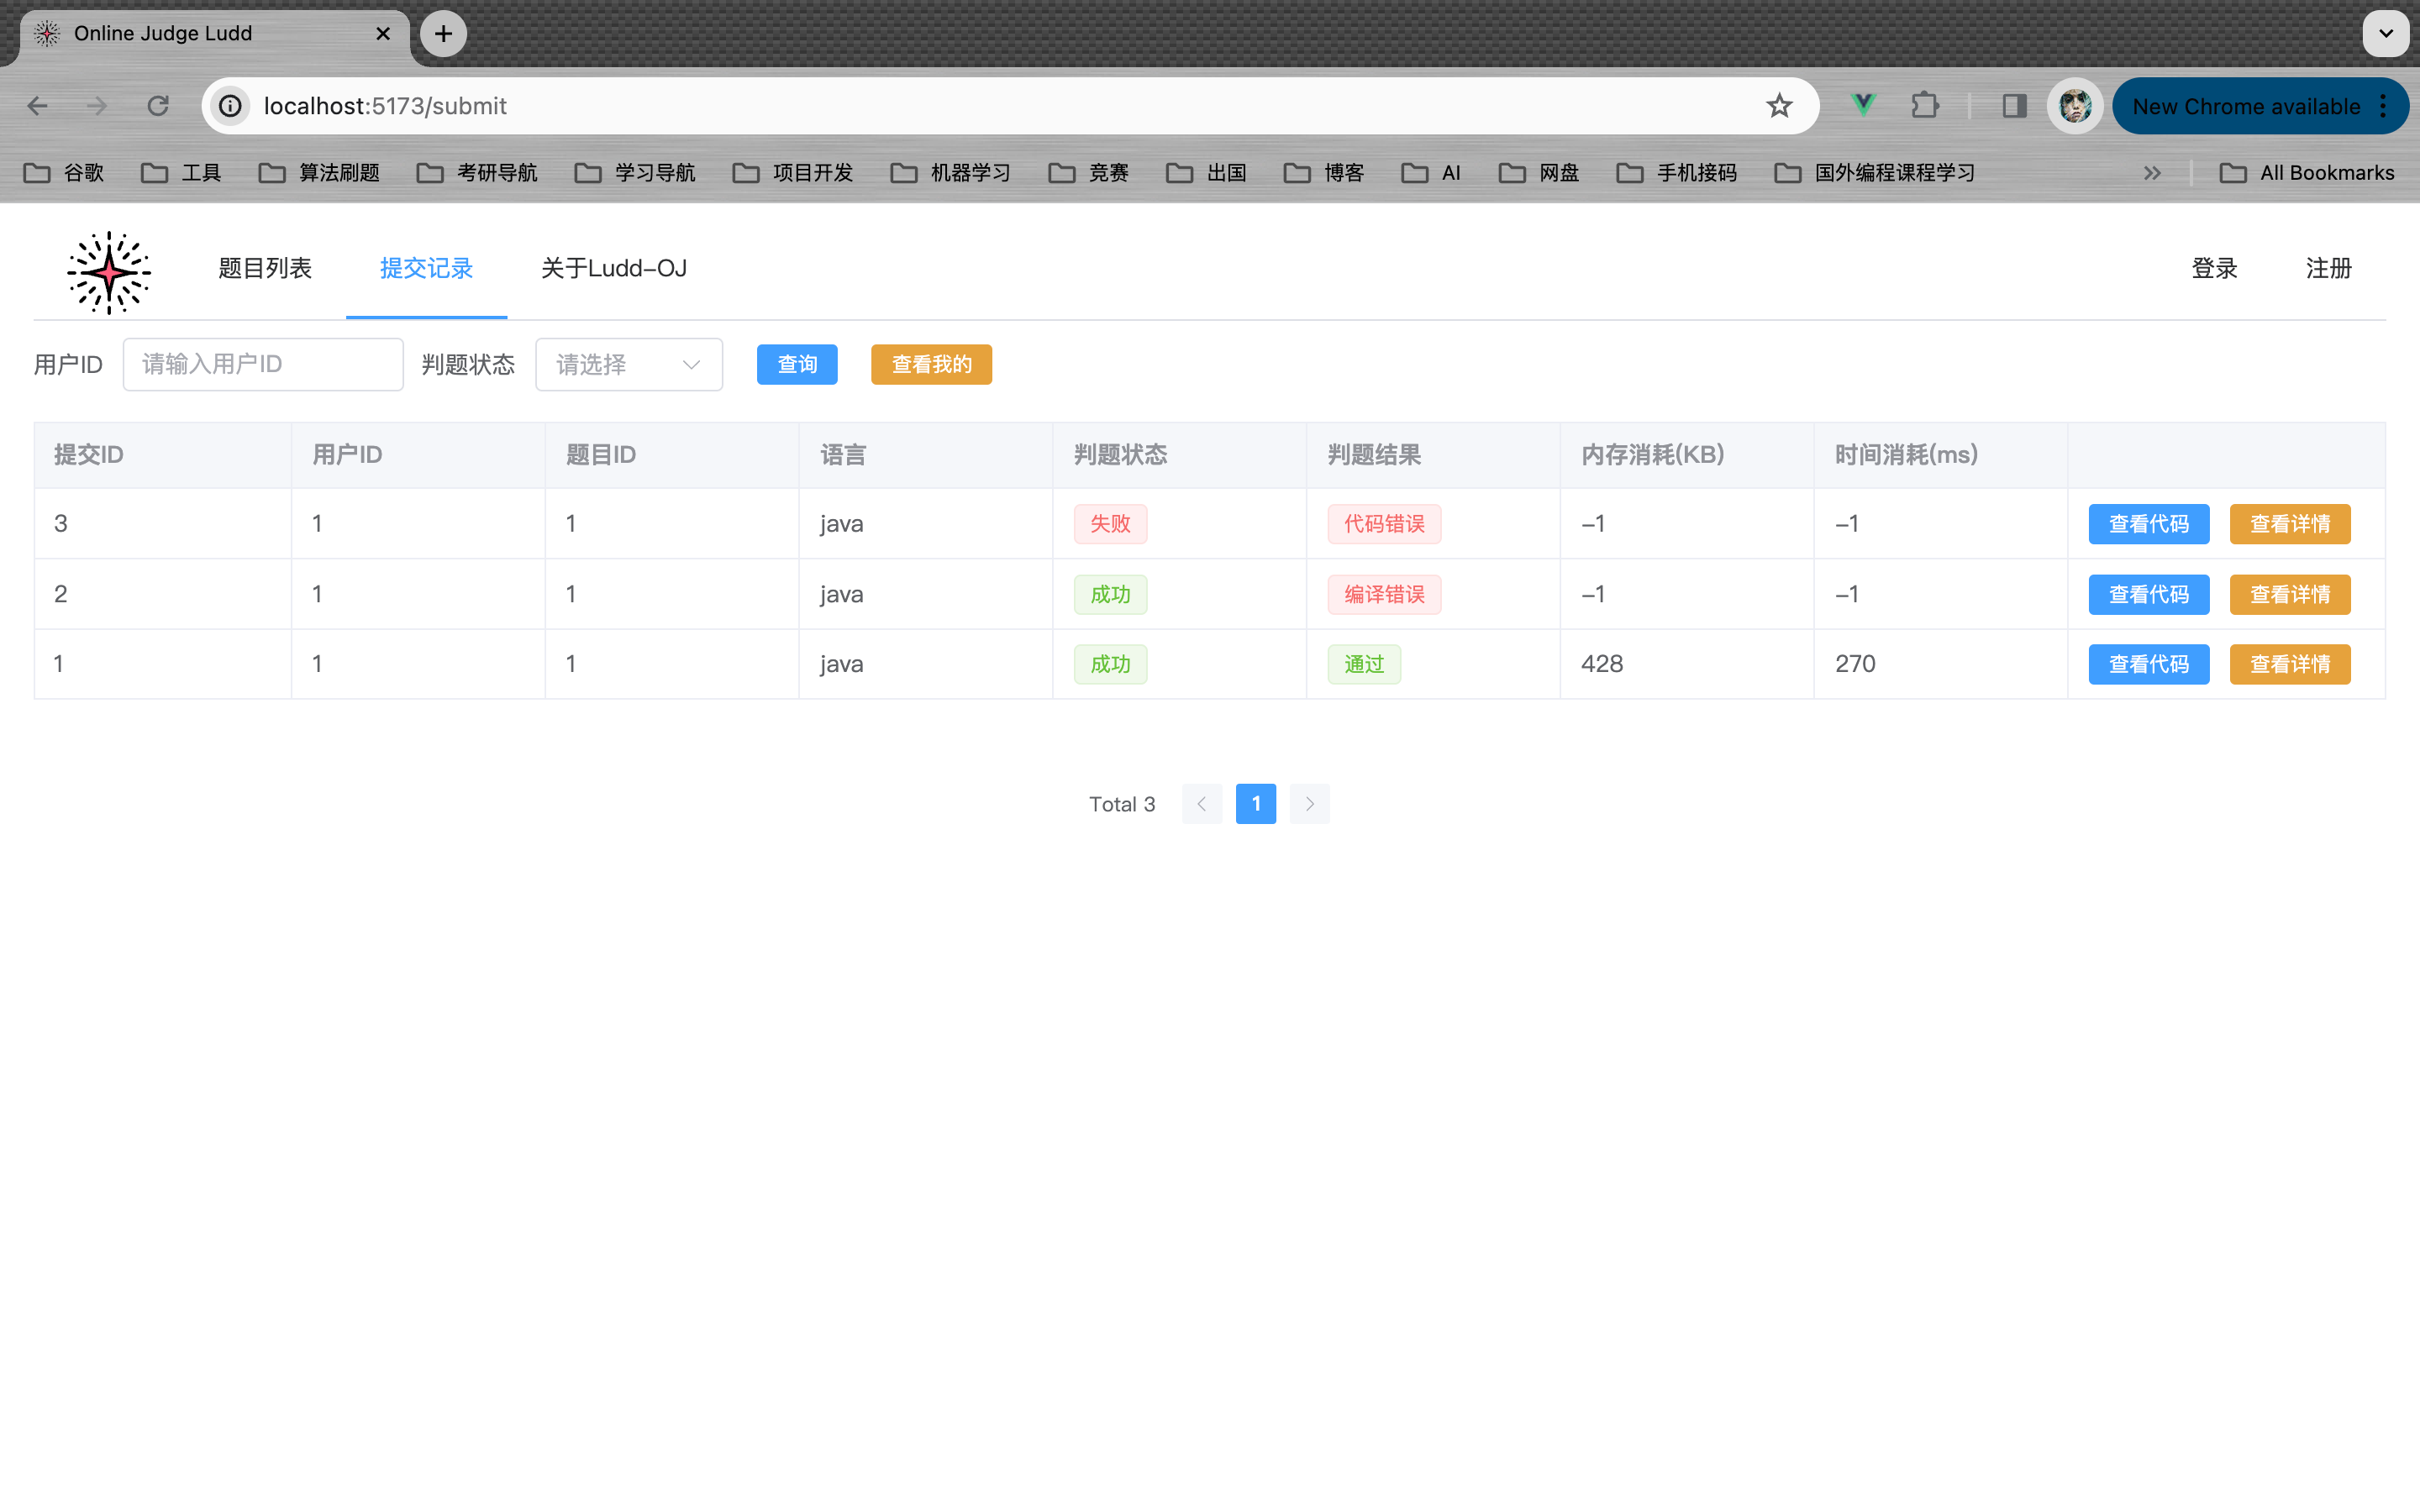 Online Judge Ludd
localhost:5173/submit
New Chrome available
谷歌 工具 算法刷题 考研导航 学习导航 项目开发 机器学习 竞赛 出国 博客 AI 网盘 手机接码 国外编程课程学习 All Bookmarks
题目列表 提交记录 关于Ludd-OJ 登录 注册
用户ID 请输入用户ID 判题状态 请选择 查询 查看我的
提交ID 用户ID 题目ID 语言 判题状态 判题结果 内存消耗(KB) 时间消耗(ms)
3 1 1 java 失败 代码错误 -1 -1 查看代码 查看详情
2 1 1 java 成功 编译错误 -1 -1 查看代码 查看详情
1 1 1 java 成功 通过 428 270 查看代码 查看详情
Total 3 1